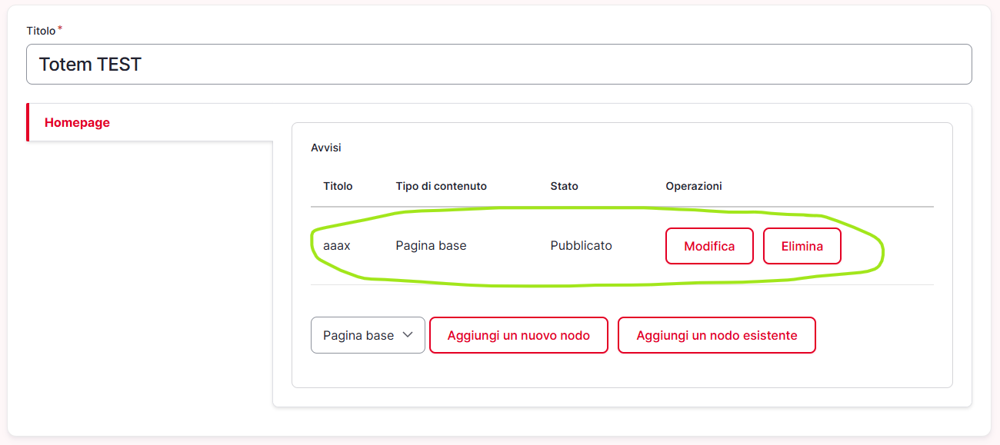 Titolo *
Totem TEST
Homepage
Avvisi
Titolo Tipo di contenuto Stato Operazioni
aaax Pagina base Pubblicato Modifica Elimina
Pagina base Aggiungi un nuovo nodo Aggiungi un nodo esistente